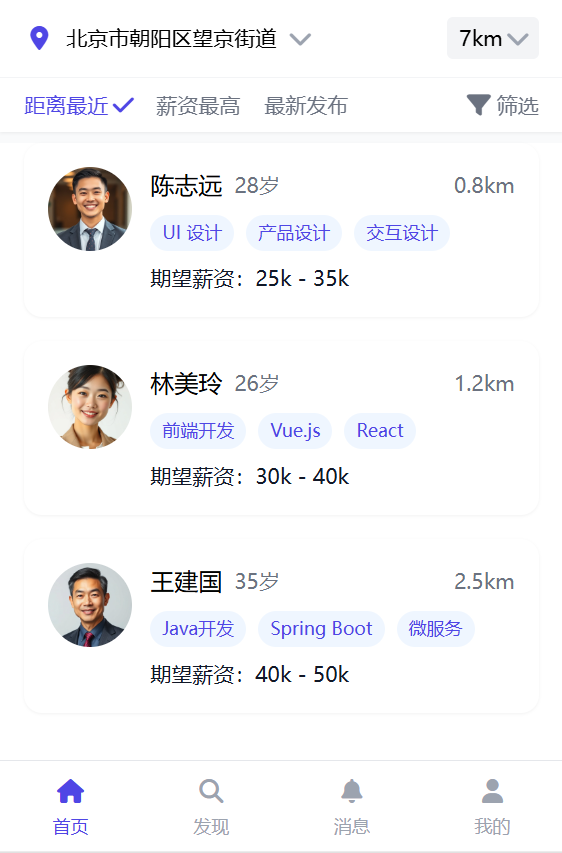 北京市朝阳区望京街道 7km
距离最近 薪资最高 最新发布 筛选
陈志远 28岁 0.8km
UI 设计 产品设计 交互设计
期望薪资：25k - 35k
林美玲 26岁 1.2km
前端开发 Vue.js React
期望薪资：30k - 40k
王建国 35岁 2.5km
Java开发 Spring Boot 微服务
期望薪资：40k - 50k
首页 发现 消息 我的